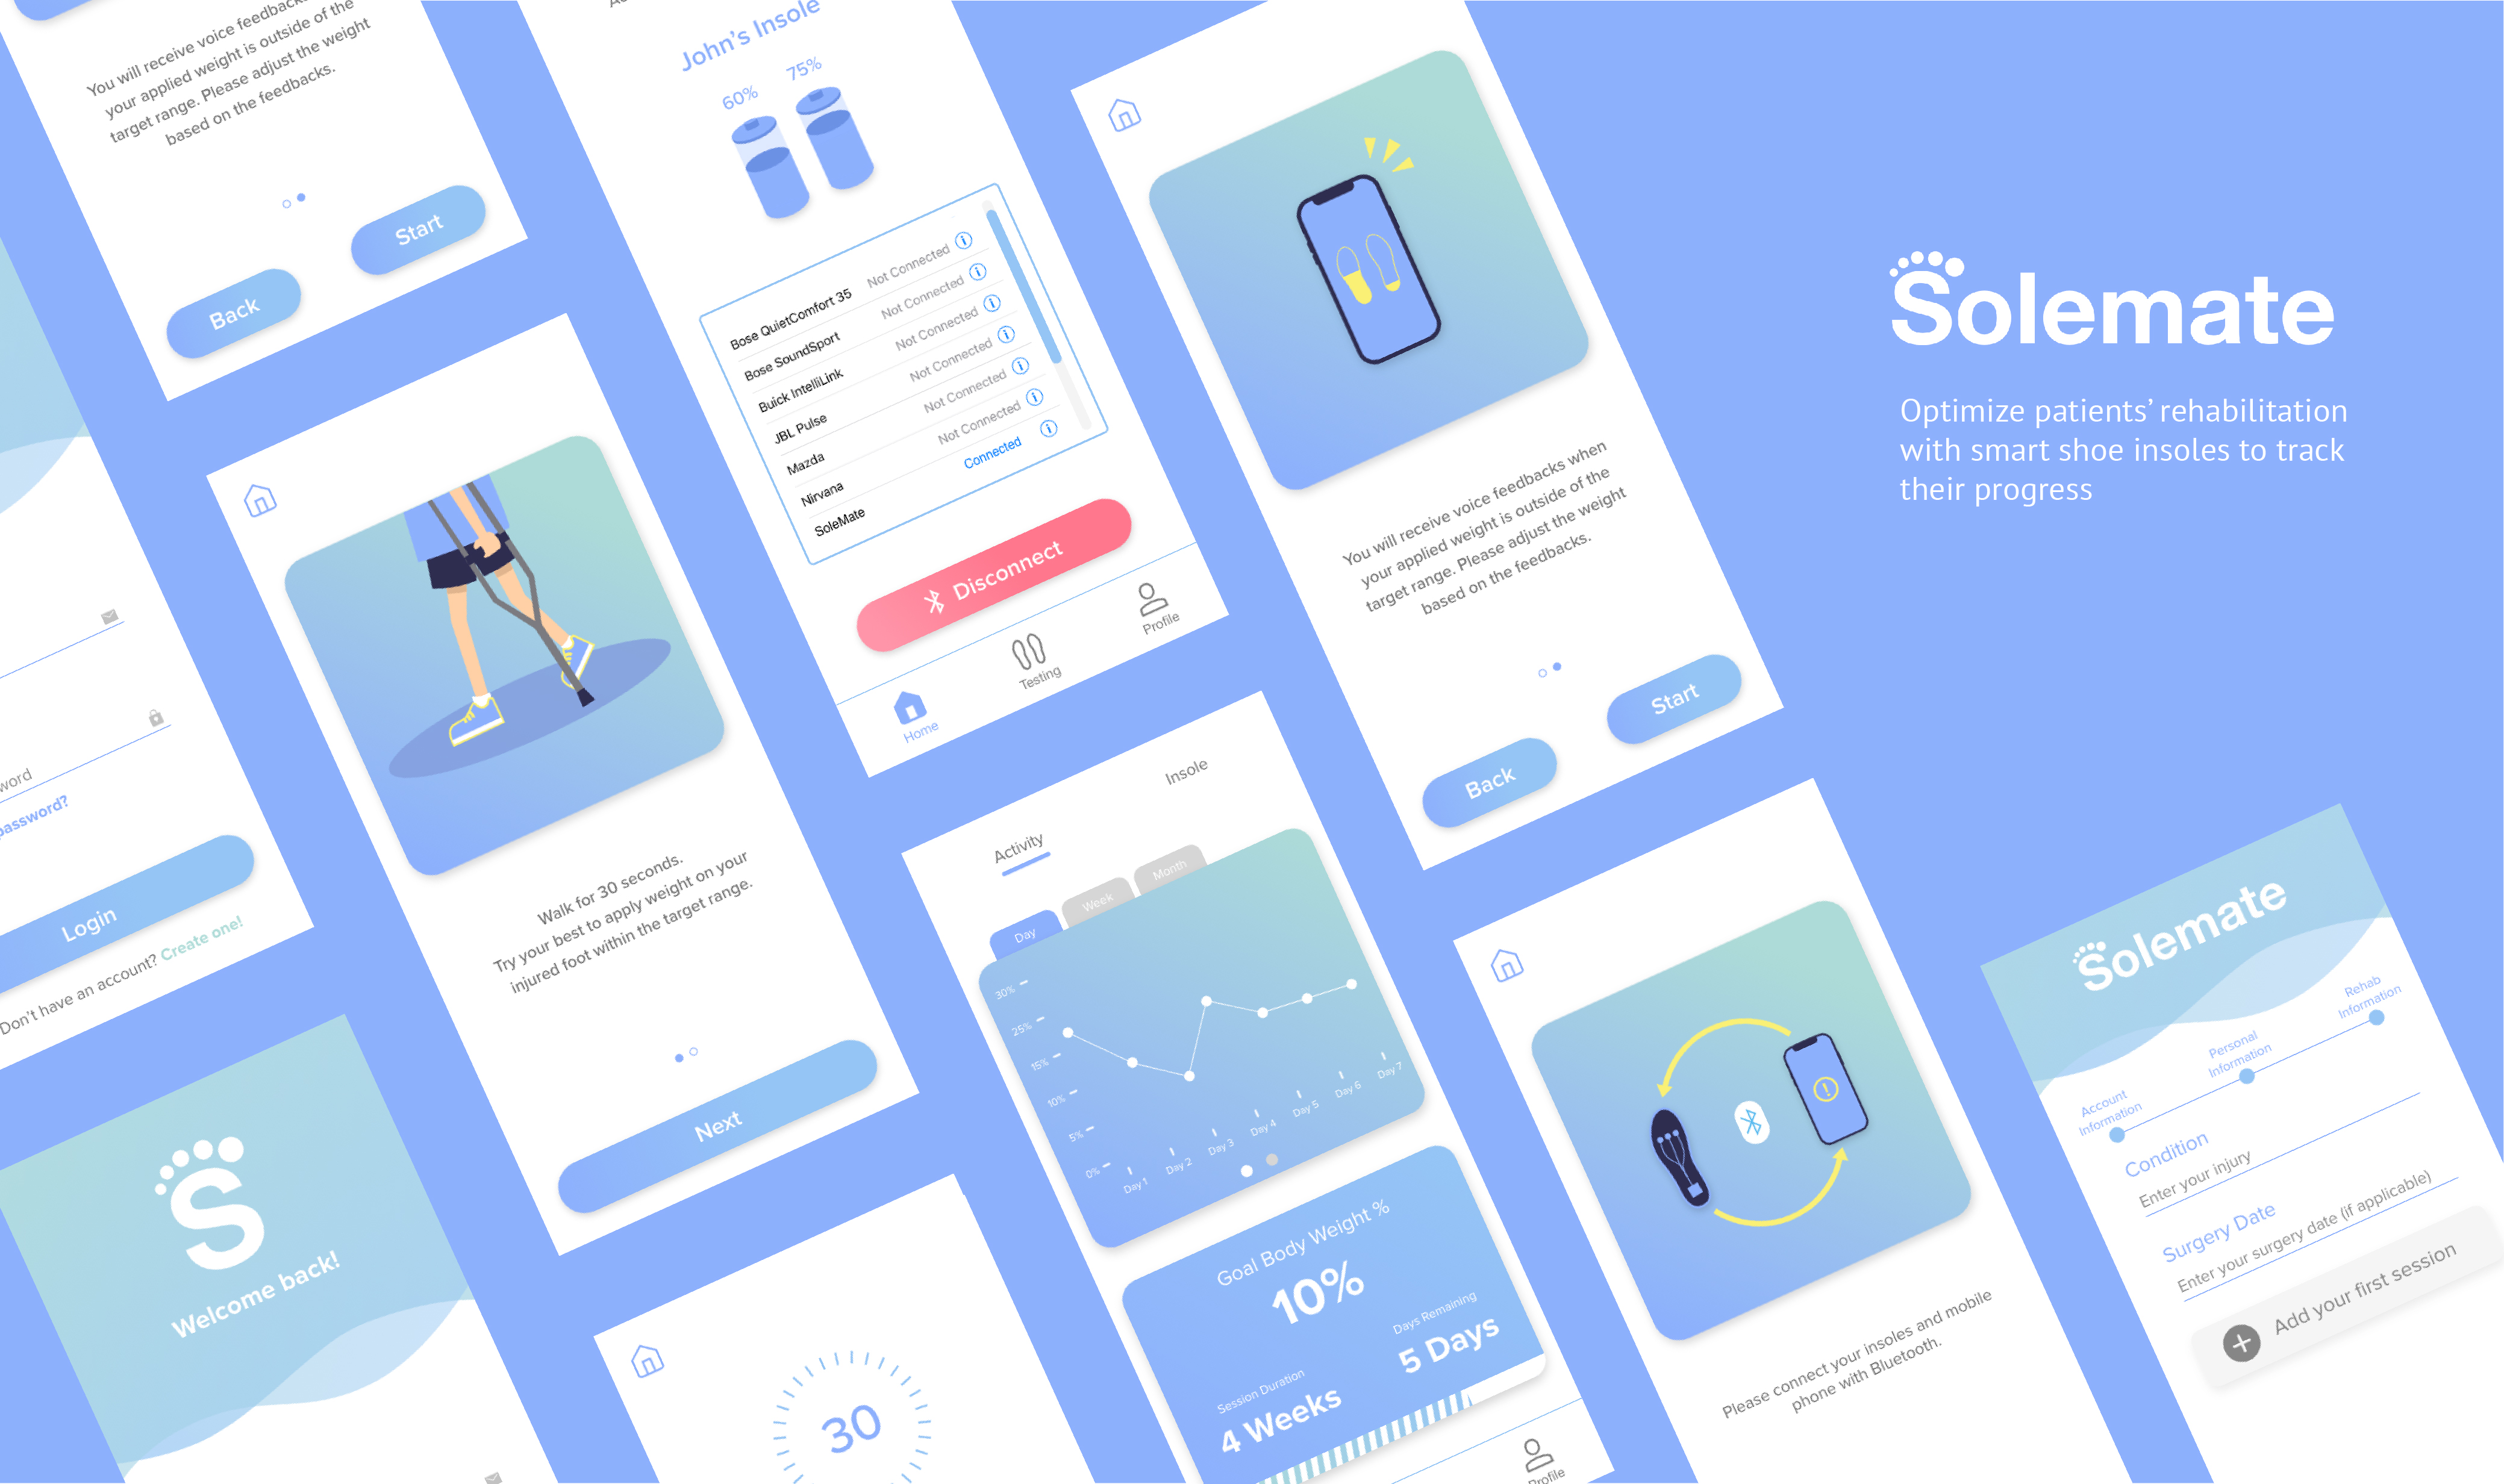 You will receive voice feedbacks
your applied weight is outside of the
target range. Please adjust the weight
based on the feedbacks.
Back
Start
John's Insole
60%
75%
Bose QuietComfort 35 Not Connected
Bose SoundSport Not Connected
Buick IntelliLink Not Connected
JBL Pulse Not Connected
Mazda Not Connected
Nirvana Not Connected
SoleMate Connected
Disconnect
Home
Testing
Profile
You will receive voice feedbacks when
your applied weight is outside of the
target range. Please adjust the weight
based on the feedbacks.
Back
Start
Solemate
Optimize patients' rehabilitation
with smart shoe insoles to track
their progress
password?
Login
Don't have an account? Create one!
S
Welcome back!
Walk for 30 seconds.
Try your best to apply weight on your
injured foot within the target range.
Next
30
Activity
Insole
Day
Week
Month
30%
25%
15%
10%
5%
0%
Day 1
Day 2
Day 3
Day 4
Day 5
Day 6
Day 7
Goal Body Weight %
10%
Session Duration
4 Weeks
Days Remaining
5 Days
Profile
Please connect your insoles and mobile
phone with Bluetooth.
Solemate
Account
Information
Personal
Information
Rehab
Information
Condition
Enter your injury
Surgery Date
Enter your surgery date (if applicable)
Add your first session